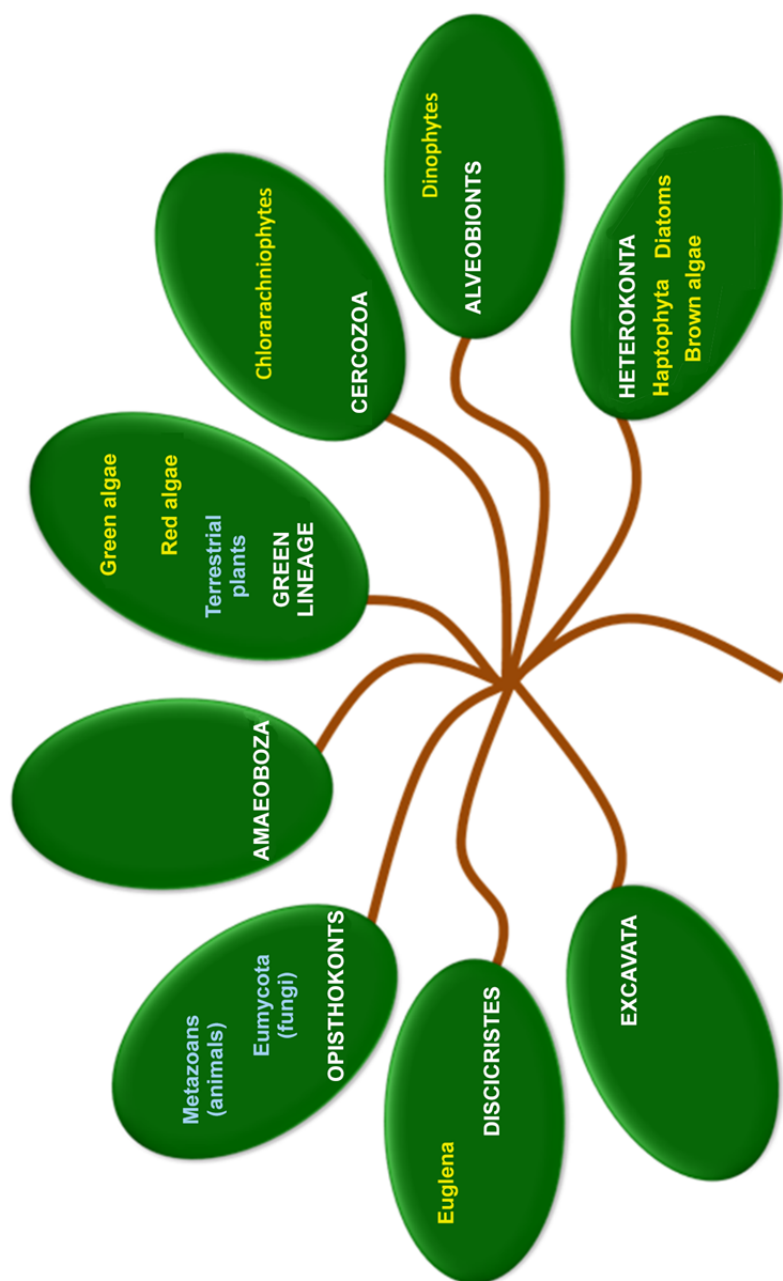 Dinophytes
ALVEOBIONTS
Chlorarachniophytes
CERCOZOA
HETEROKONTA
Haptophyta Diatoms
Brown algae
Green algae
Red algae
Terrestrial
plants
GREEN
LINEAGE
AMAEOBOZA
Metazoans
(animals)
Eumycota
(fungi)
OPISTHOKONTS
Euglena
DISCICRISTES
EXCAVATA